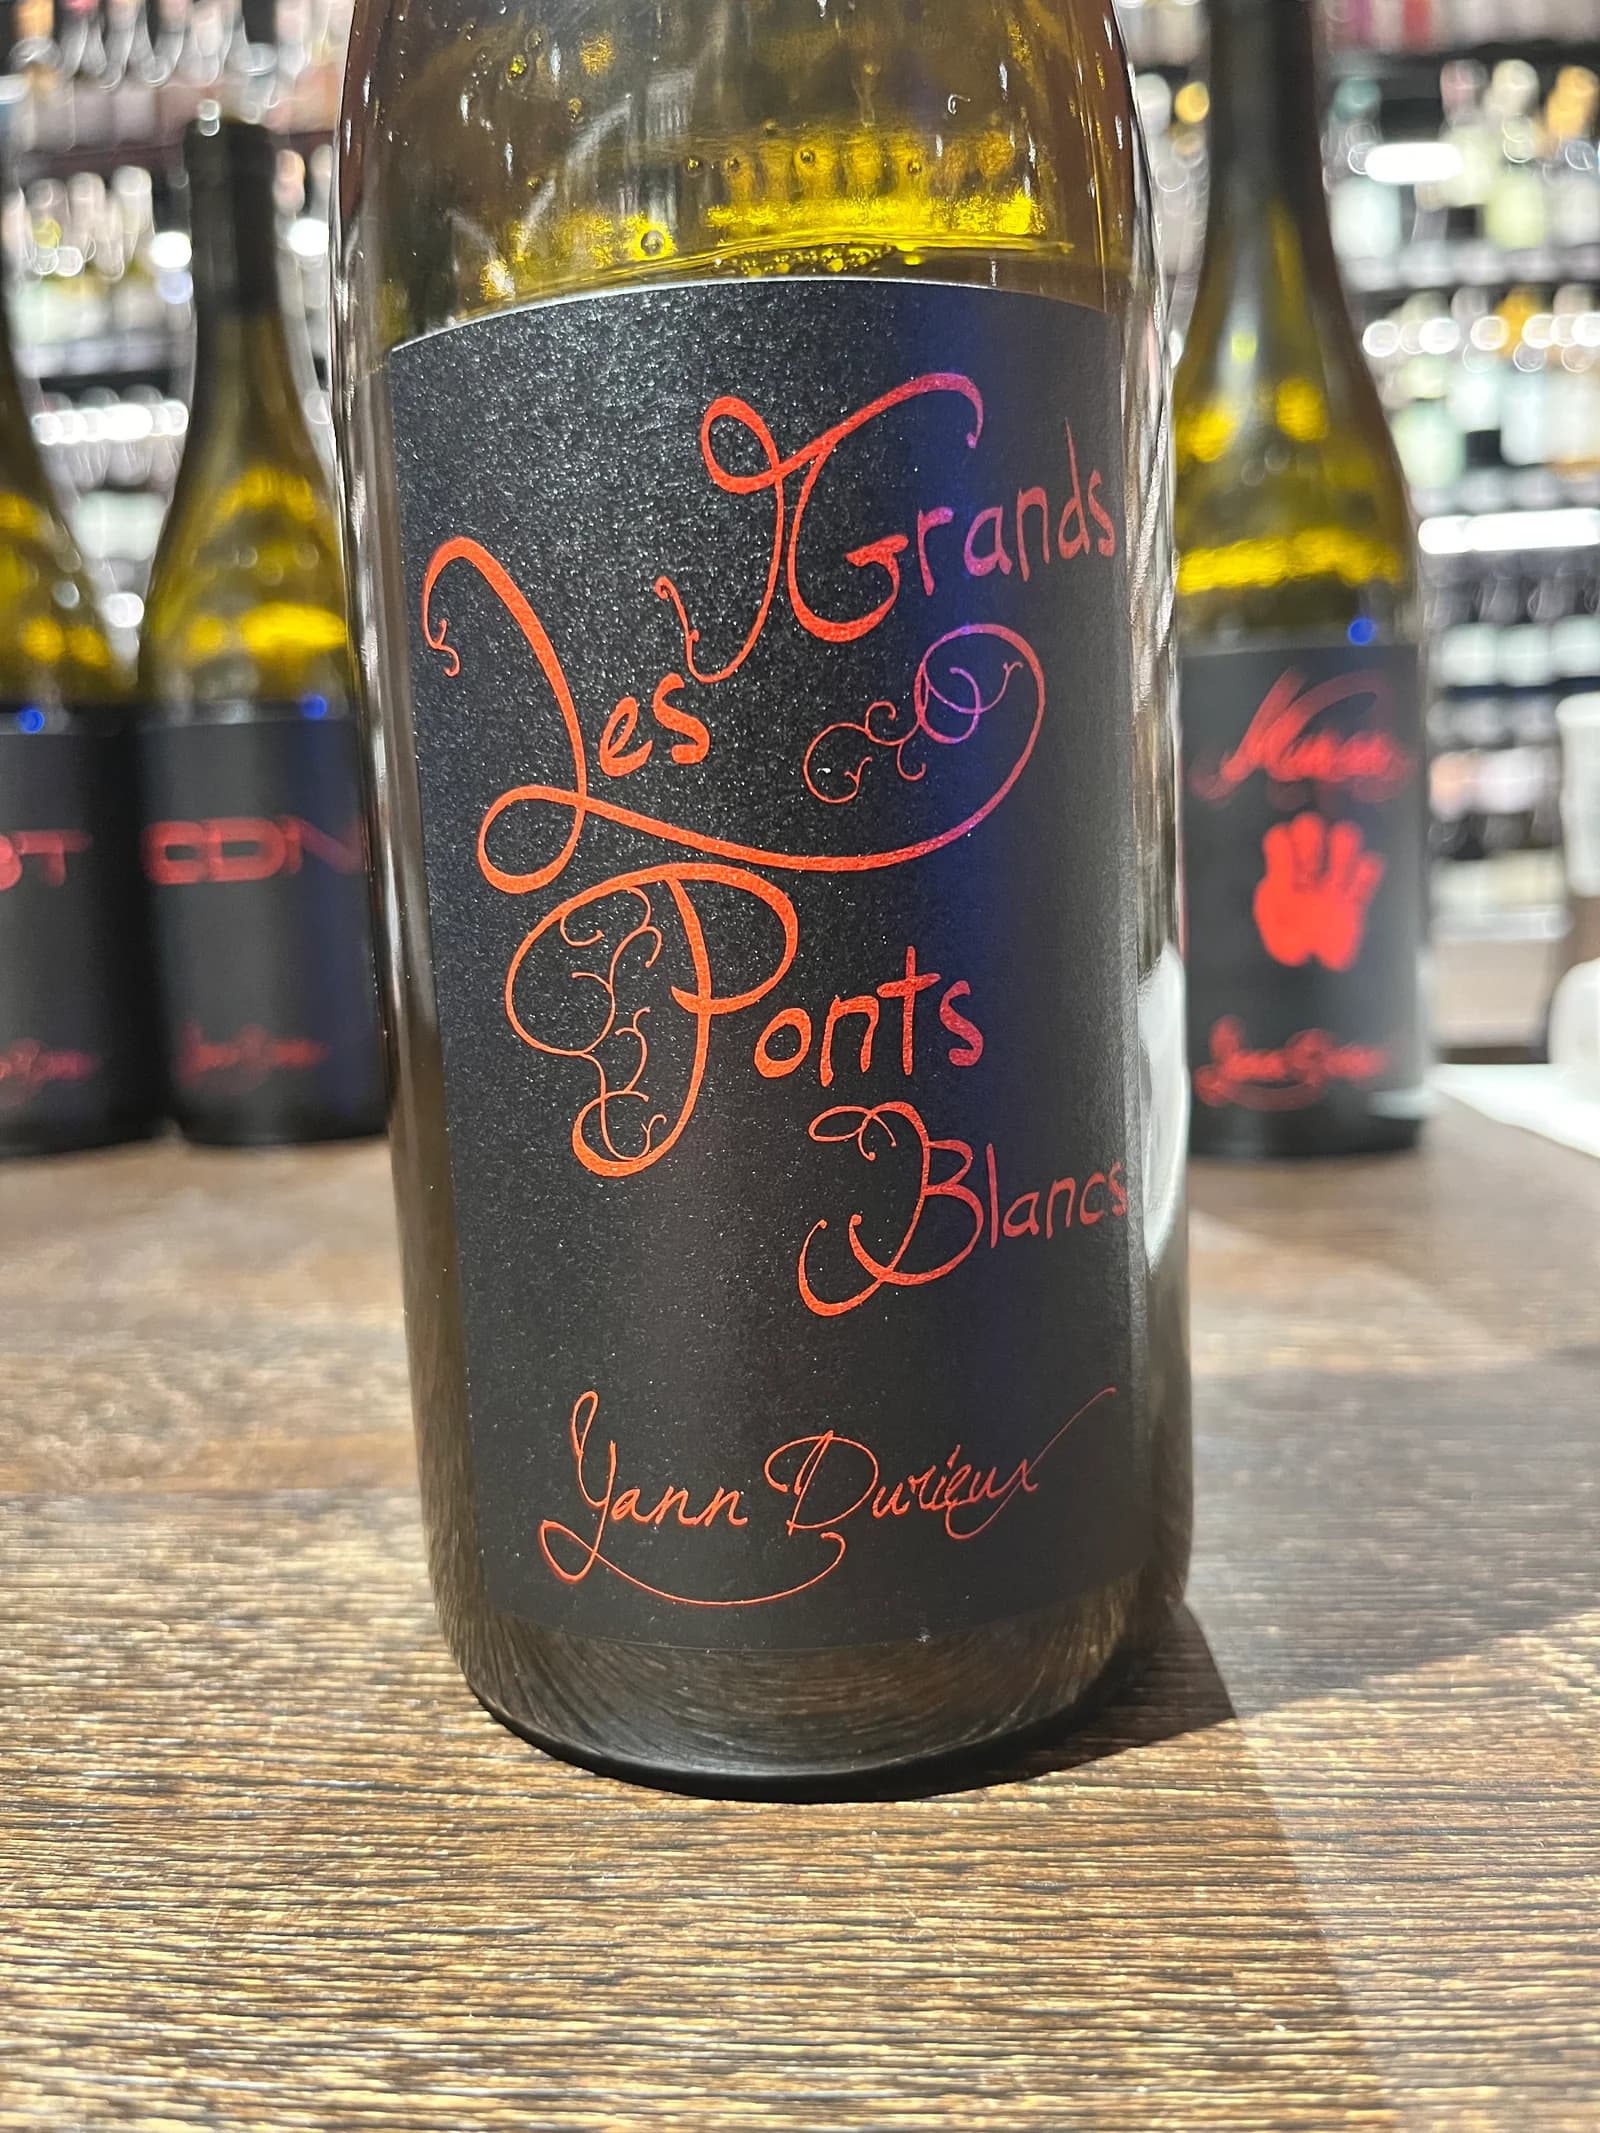 Les Grands
Ponts
Blancs
Yann Durieux
CDN